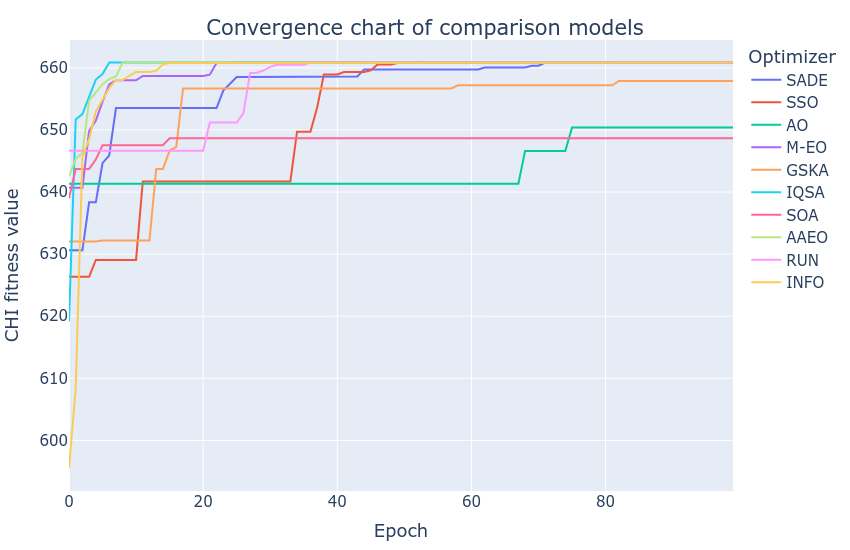 Convergence chart of comparison models
CHI fitness value
660
650
640
630
620
610
600
0
20
40
60
80
Epoch
Optimizer
SADE
SSO
AO
M-EO
GSKA
IQSA
SOA
AAEO
RUN
INFO